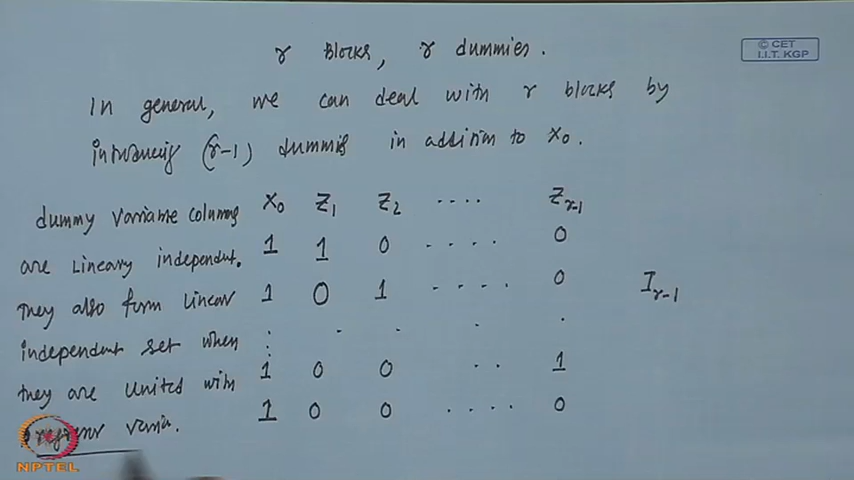 r Blocks, r dummies.
© CET
I.I.T. KGP
In general, we can deal with r blocks by
introducing (r-1) dummies in addition to X₀.
dummy variable columns
are linearly independent.
They also form linear
independent set when
they are united with
regressor
X₀ Z₁ Z₂ .... Z_{r-1}
1 1 0 .... 0
1 0 1 .... 0 I_{r-1}
⋮ . . . .
1 0 0 .. 1
1 0 0 .... 0
NPTEL